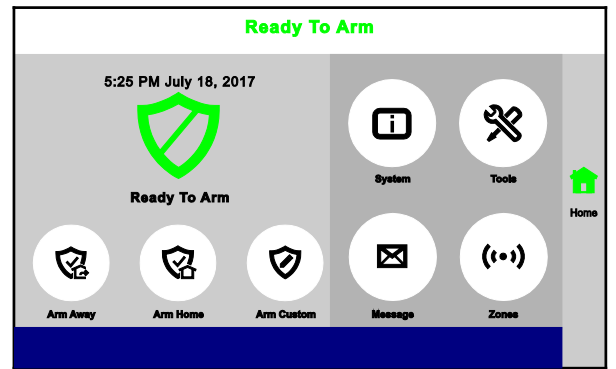 Ready To Arm
5:25 PM July 18, 2017
Ready To Arm
System
Tools
Home
Arm Away
Arm Home
Arm Custom
Message
Zones